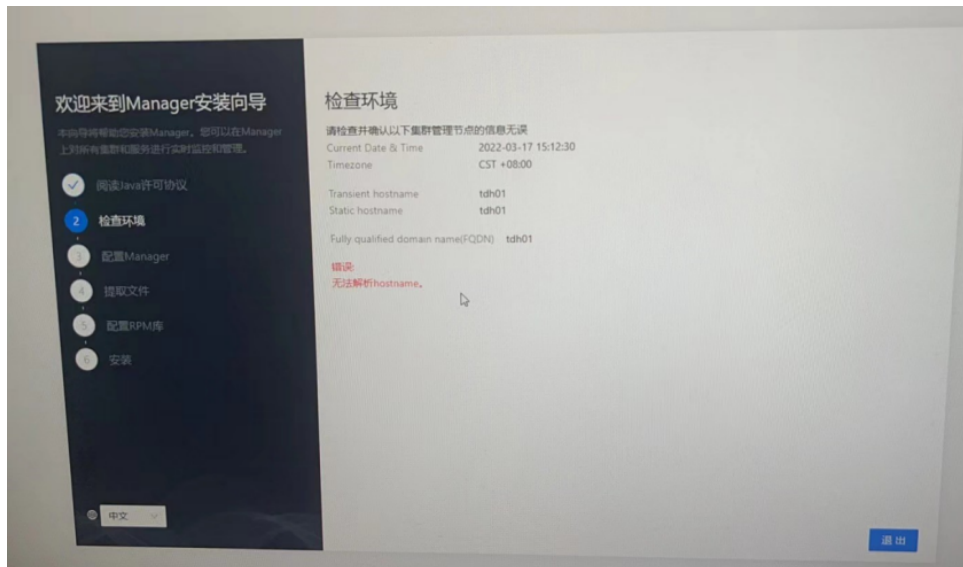 欢迎来到Manager安装向导
本向导将帮助您安装Manager，您可以在Manager
上对所有集群和服务进行实时监控和管理。
阅读Java许可协议
2 检查环境
3 配置Manager
4 提取文件
5 配置RPM库
6 安装
中文
检查环境
请检查并确认以下集群管理节点的信息无误
Current Date & Time 2022-03-17 15:12:30
Timezone CST +08:00
Transient hostname tdh01
Static hostname tdh01
Fully qualified domain name(FQDN) tdh01
错误:
无法解析hostname。
退出